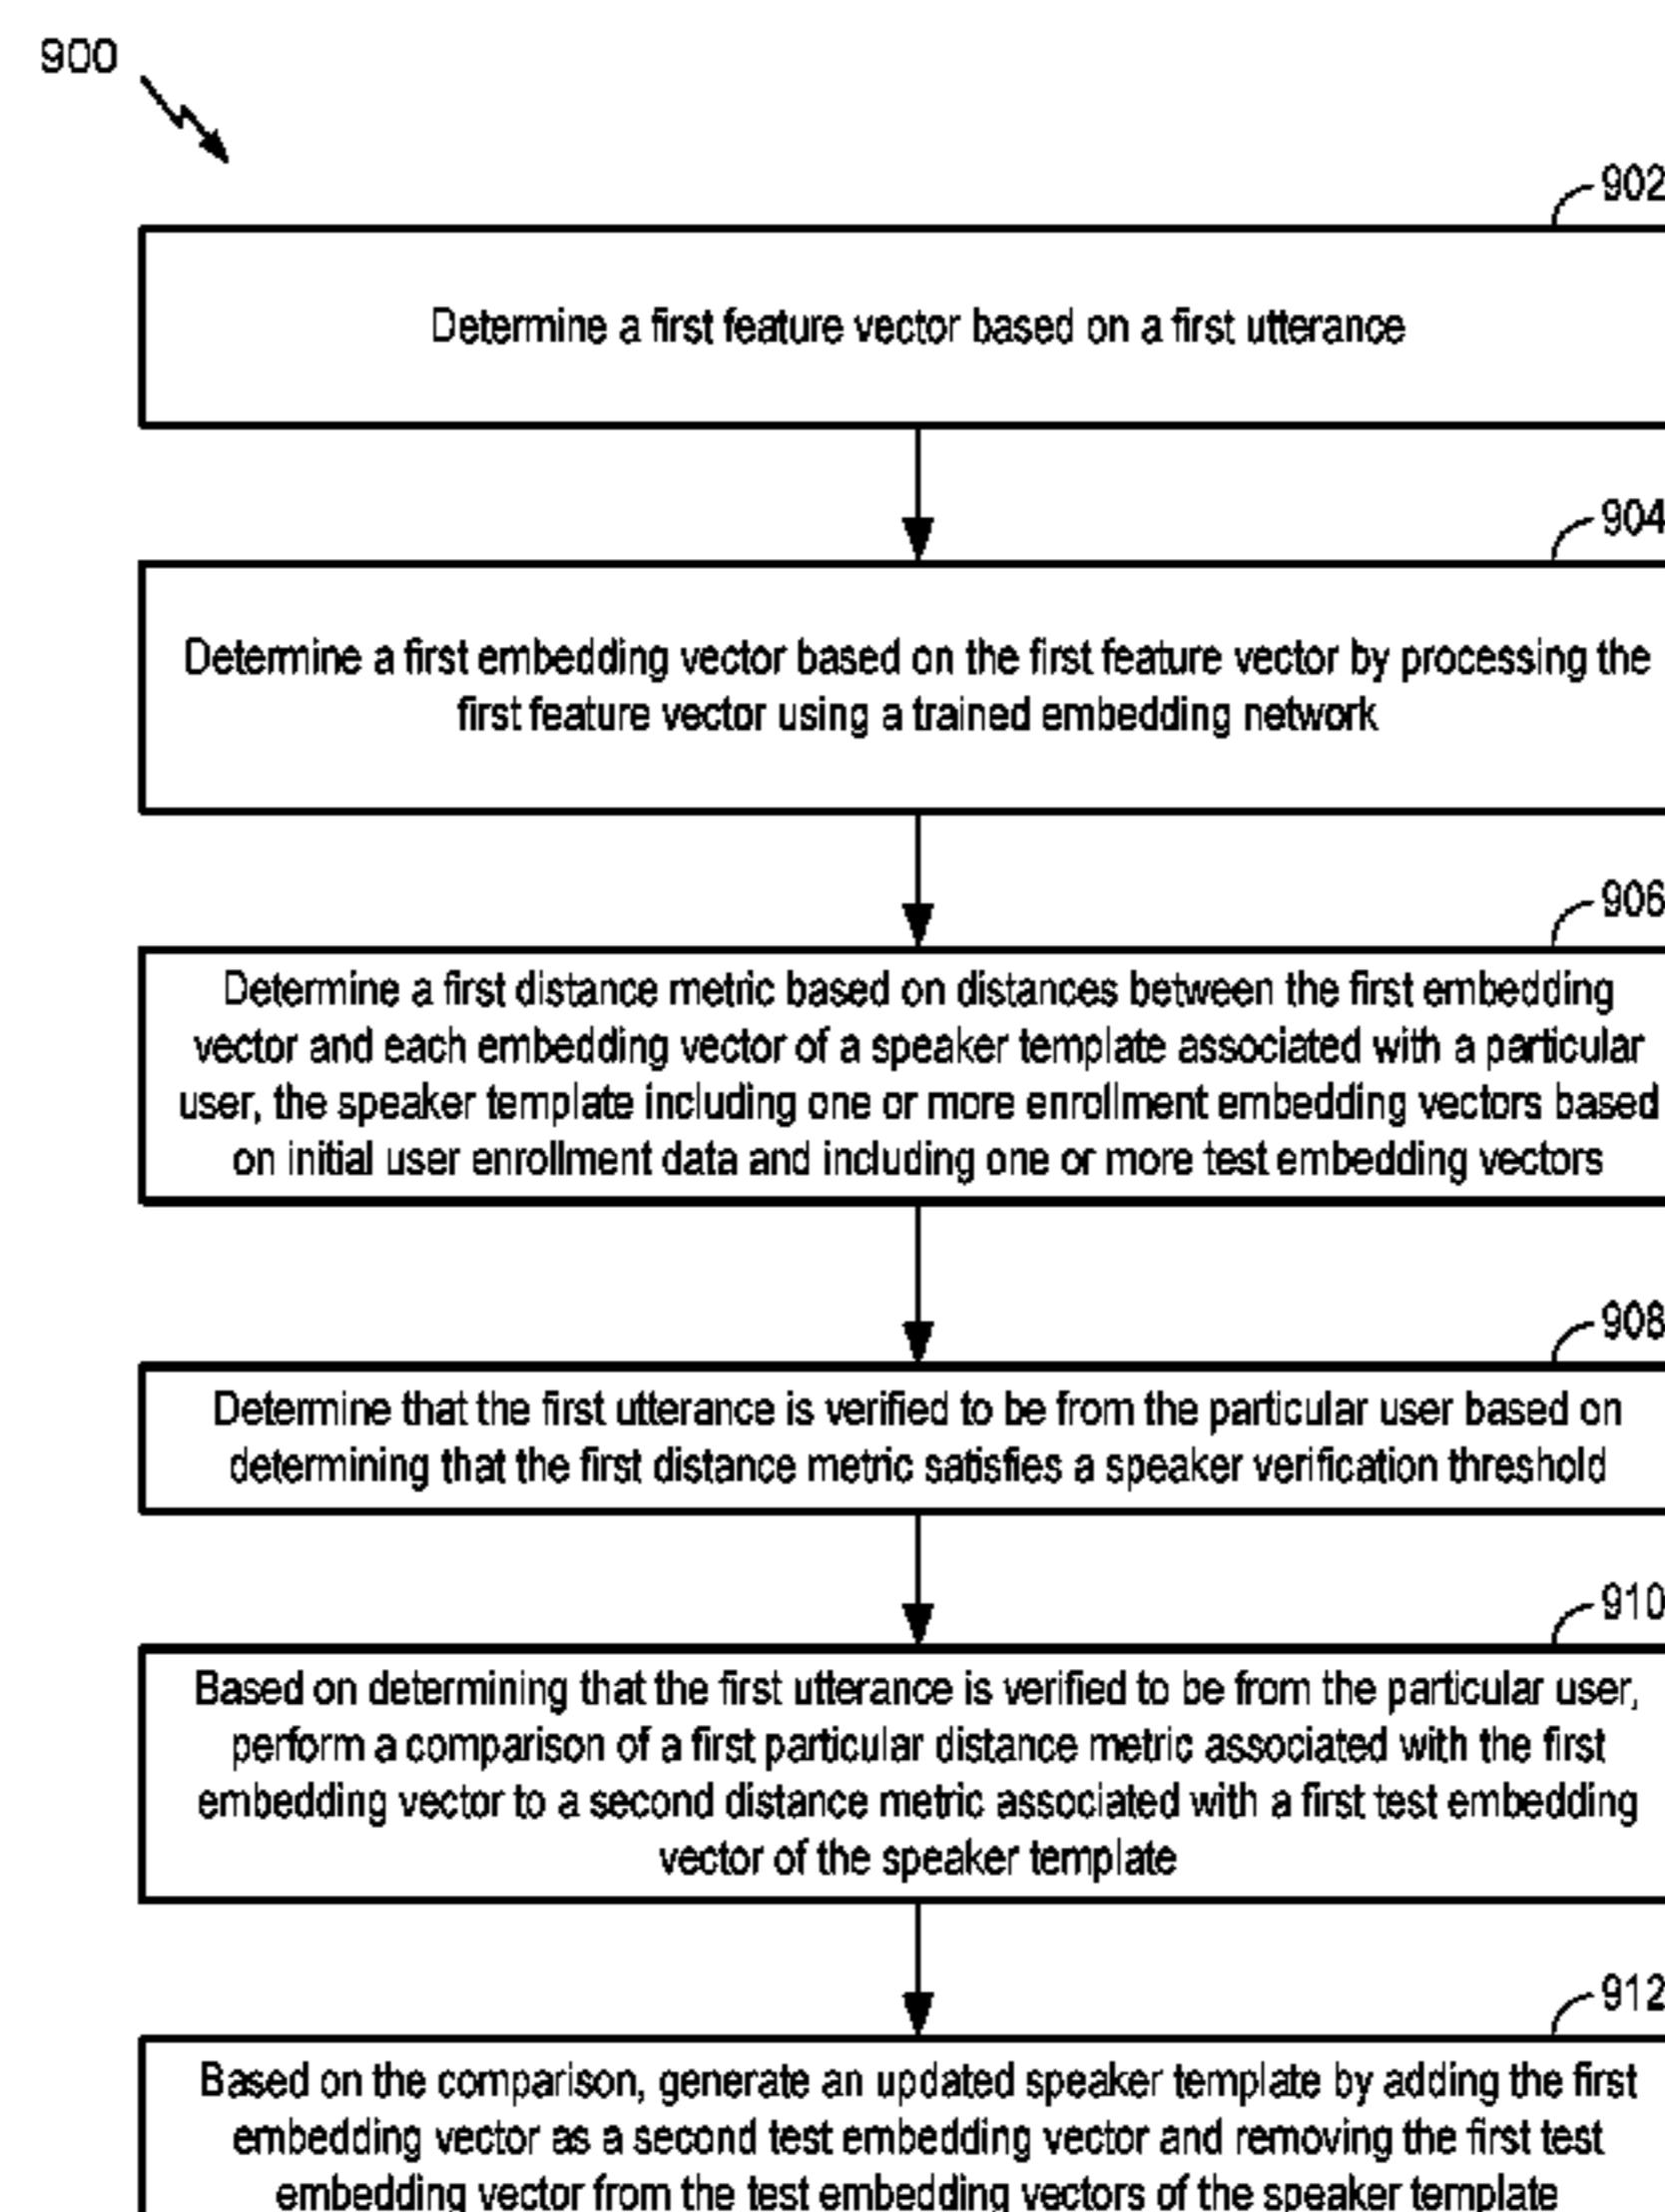 900
902
Determine a first feature vector based on a first utterance
904
Determine a first embedding vector based on the first feature vector by processing the
first feature vector using a trained embedding network
906
Determine a first distance metric based on distances between the first embedding
vector and each embedding vector of a speaker template associated with a particular
user, the speaker template including one or more enrollment embedding vectors based
on initial user enrollment data and including one or more test embedding vectors
908
Determine that the first utterance is verified to be from the particular user based on
determining that the first distance metric satisfies a speaker verification threshold
910
Based on determining that the first utterance is verified to be from the particular user,
perform a comparison of a first particular distance metric associated with the first
embedding vector to a second distance metric associated with a first test embedding
vector of the speaker template
912
Based on the comparison, generate an updated speaker template by adding the first
embedding vector as a second test embedding vector and removing the first test
embedding vector from the test embedding vectors of the speaker template